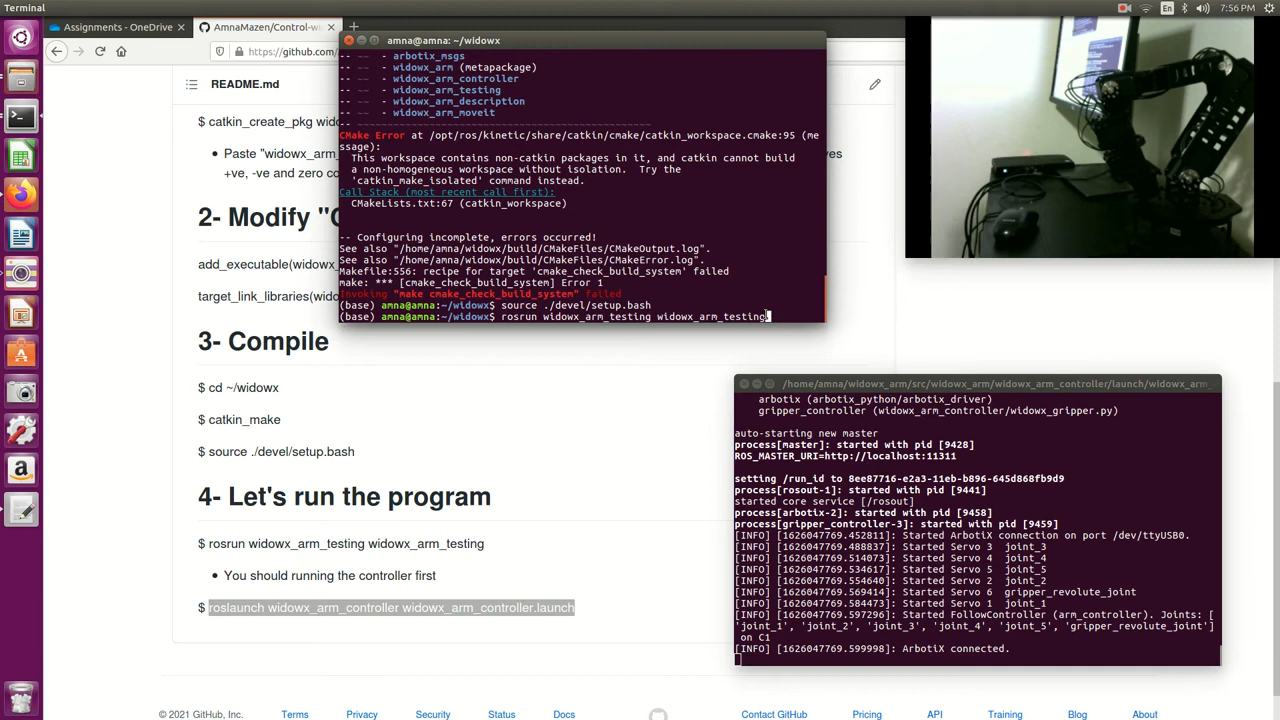 Terminal
En
7:56 PM
Assignments - OneDrive
AmnaMazen/Control-wi
https://github.com/
README.md
$ catkin_create_pkg wido
Paste "widowx_arm_
ves
+ve, -ve and zero co
2- Modify "C
add_executable(widowx_
target_link_libraries(wido
3- Compile
$ cd ~/widowx
$ catkin_make
$ source ./devel/setup.bash
4- Let's run the program
$ rosrun widowx_arm_testing widowx_arm_testing
You should running the controller first
$ roslaunch widowx_arm_controller widowx_arm_controller.launch
© 2021 GitHub, Inc.
Terms
Privacy
Security
Status
Docs
Contact GitHub
Pricing
API
Training
Blog
About
amna@amna: ~/widowx
-- ~~  - arbotix_msgs
-- ~~  - widowx_arm (metapackage)
-- ~~  - widowx_arm_controller
-- ~~  - widowx_arm_testing
-- ~~  - widowx_arm_description
-- ~~  - widowx_arm_moveit
-- ~~~~~~~~~~~~~~~~~~~~~~~~~~~~~~~~~~~~~~~~~~~~~
CMake Error at /opt/ros/kinetic/share/catkin/cmake/catkin_workspace.cmake:95 (me
ssage):
This workspace contains non-catkin packages in it, and catkin cannot build
a non-homogeneous workspace without isolation.  Try the
'catkin_make_isolated' command instead.
Call Stack (most recent call first):
CMakeLists.txt:67 (catkin_workspace)
-- Configuring incomplete, errors occurred!
See also "/home/amna/widowx/build/CMakeFiles/CMakeOutput.log".
See also "/home/amna/widowx/build/CMakeFiles/CMakeError.log".
Makefile:556: recipe for target 'cmake_check_build_system' failed
make: *** [cmake_check_build_system] Error 1
Invoking "make cmake_check_build_system" failed
(base) amna@amna:~/widowx$ source ./devel/setup.bash
(base) amna@amna:~/widowx$ rosrun widowx_arm_testing widowx_arm_testing
/home/amna/widowx_arm/src/widowx_arm/widowx_arm_controller/launch/widowx_arm_
arbotix (arbotix_python/arbotix_driver)
gripper_controller (widowx_arm_controller/widowx_gripper.py)
auto-starting new master
process[master]: started with pid [9428]
ROS_MASTER_URI=http://localhost:11311
setting /run_id to 8ee87716-e2a3-11eb-b896-645d868fb9d9
process[rosout-1]: started with pid [9441]
started core service [/rosout]
process[arbotix-2]: started with pid [9458]
process[gripper_controller-3]: started with pid [9459]
[INFO] [1626047769.452811]: Started ArbotiX connection on port /dev/ttyUSB0.
[INFO] [1626047769.488837]: Started Servo 3  joint_3
[INFO] [1626047769.514073]: Started Servo 4  joint_4
[INFO] [1626047769.534617]: Started Servo 5  joint_5
[INFO] [1626047769.554640]: Started Servo 2  joint_2
[INFO] [1626047769.569414]: Started Servo 6  gripper_revolute_joint
[INFO] [1626047769.584473]: Started Servo 1  joint_1
[INFO] [1626047769.597296]: Started FollowController (arm_controller). Joints: [
'joint_1', 'joint_2', 'joint_3', 'joint_4', 'joint_5', 'gripper_revolute_joint']
on C1
[INFO] [1626047769.599998]: ArbotiX connected.